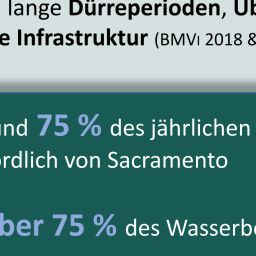 lange Dürreperioden, Üb
e Infrastruktur (BMVI 2018 &
und 75 % des jährlichen
ördlich von Sacramento
ber 75 % des Wasserbe